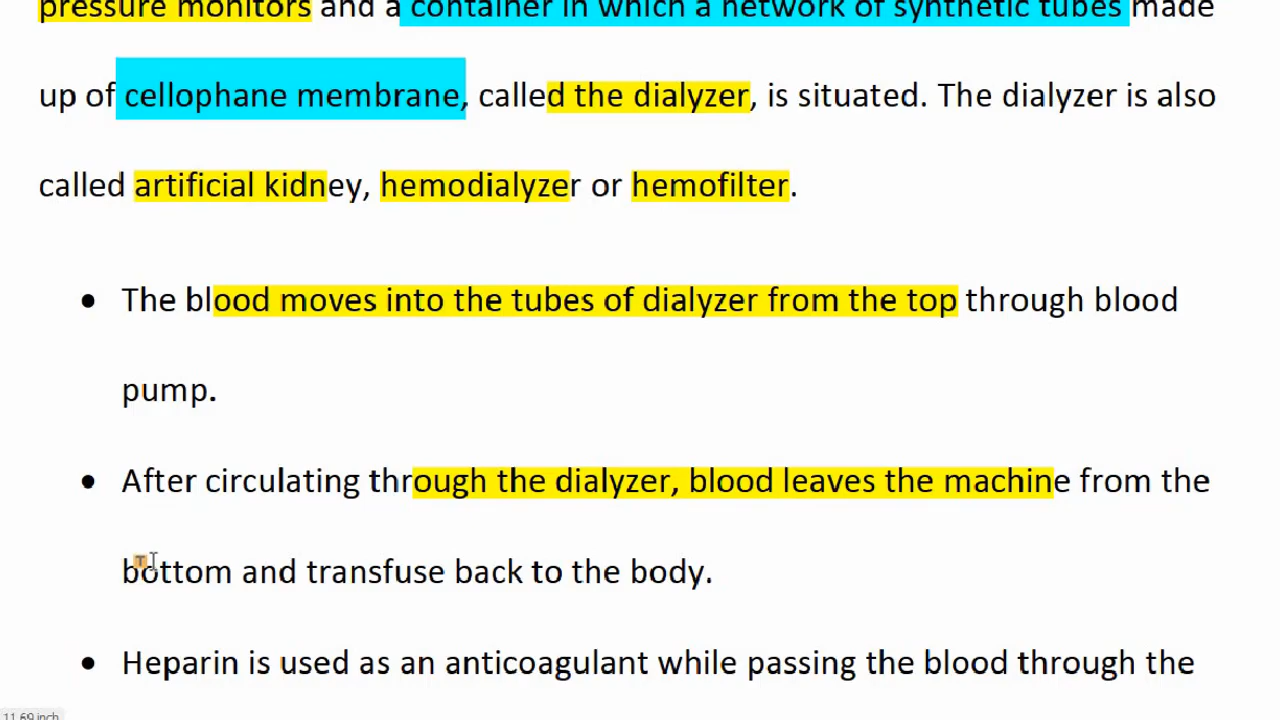 pressure monitors and a container in which a network of synthetic tubes made
up of cellophane membrane, called the dialyzer, is situated. The dialyzer is also
called artificial kidney, hemodialyzer or hemofilter.
• The blood moves into the tubes of dialyzer from the top through blood
pump.
• After circulating through the dialyzer, blood leaves the machine from the
bottom and transfuse back to the body.
• Heparin is used as an anticoagulant while passing the blood through the
11.69 inch